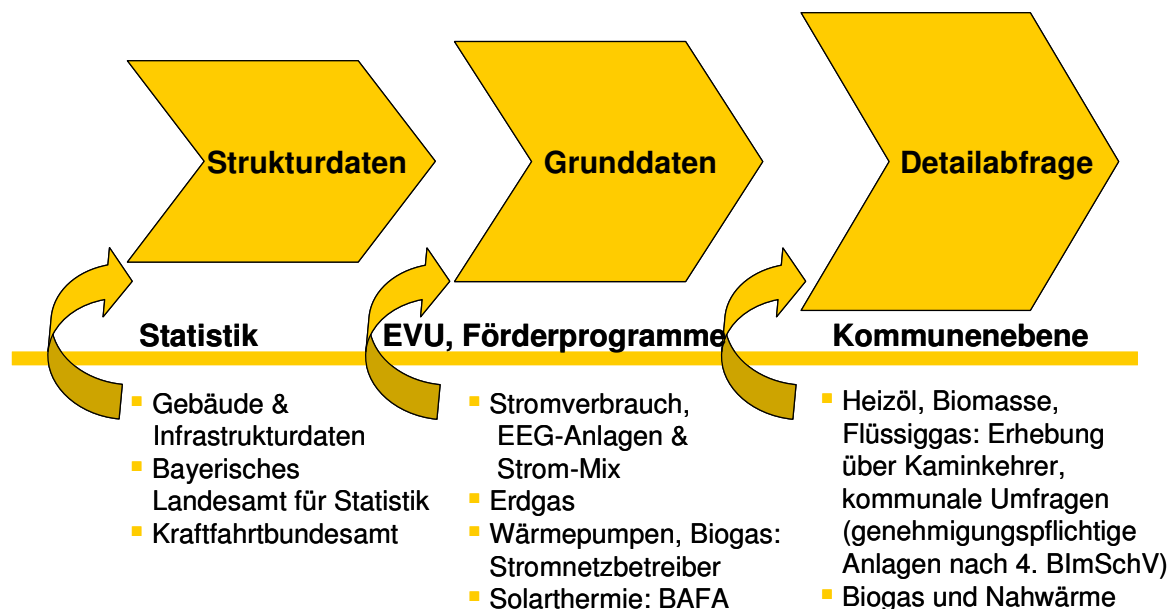 Strukturdaten
Grunddaten
Detailabfrage
Statistik
EVU, Förderprogramme
Kommunenebene
Gebäude &
Infrastrukturdaten
Bayerisches
Landesamt für Statistik
Kraftfahrtbundesamt
Stromverbrauch,
EEG-Anlagen &
Strom-Mix
Erdgas
Wärmepumpen, Biogas:
Stromnetzbetreiber
Solarthermie: BAFA
Heizöl, Biomasse,
Flüssiggas: Erhebung
über Kaminkehrer,
kommunale Umfragen
(genehmigungspflichtige
Anlagen nach 4. BImSchV)
Biogas und Nahwärme